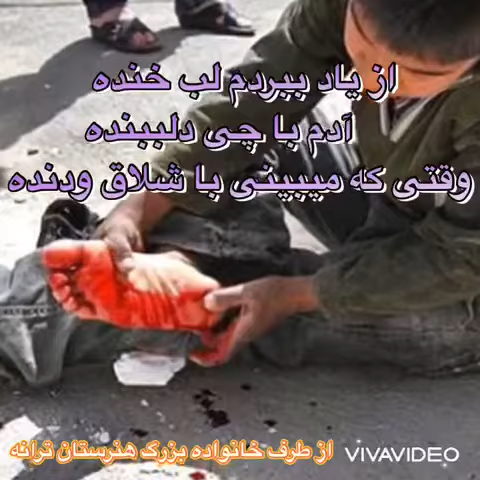 از یاد ببردم لب خنده
آدم با چی دلببنده
وقتی که میبینی با شلاق ودنده
از طرف خانواده بزرگ هنرستان ترانه
VIVAVIDEO